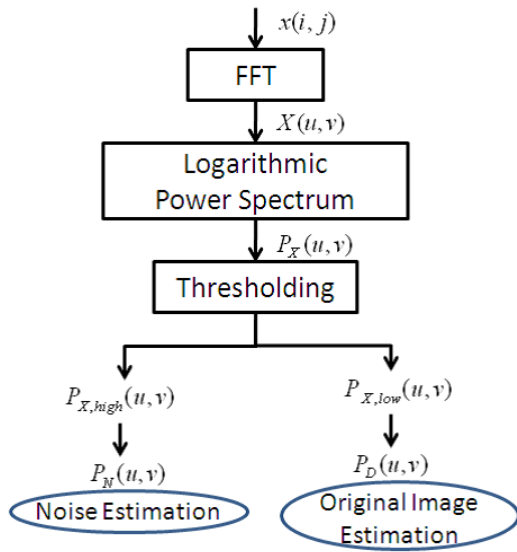 x(i, j)
FFT
X(u,v)
Logarithmic
Power Spectrum
P_X(u,v)
Thresholding
P_X,high(u,v)
P_X,low(u,v)
P_N(u,v)
P_D(u,v)
Noise Estimation
Original Image
Estimation